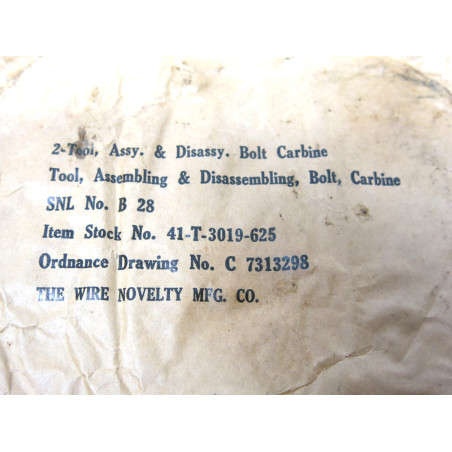 2-Tool, Assy. & Disassy. Bolt Carbine
Tool, Assembling & Disassembling, Bolt, Carbine
SNL No. B 28
Item Stock No. 41-T-3019-625
Ordnance Drawing No. C 7313298
THE WIRE NOVELTY MFG. CO.